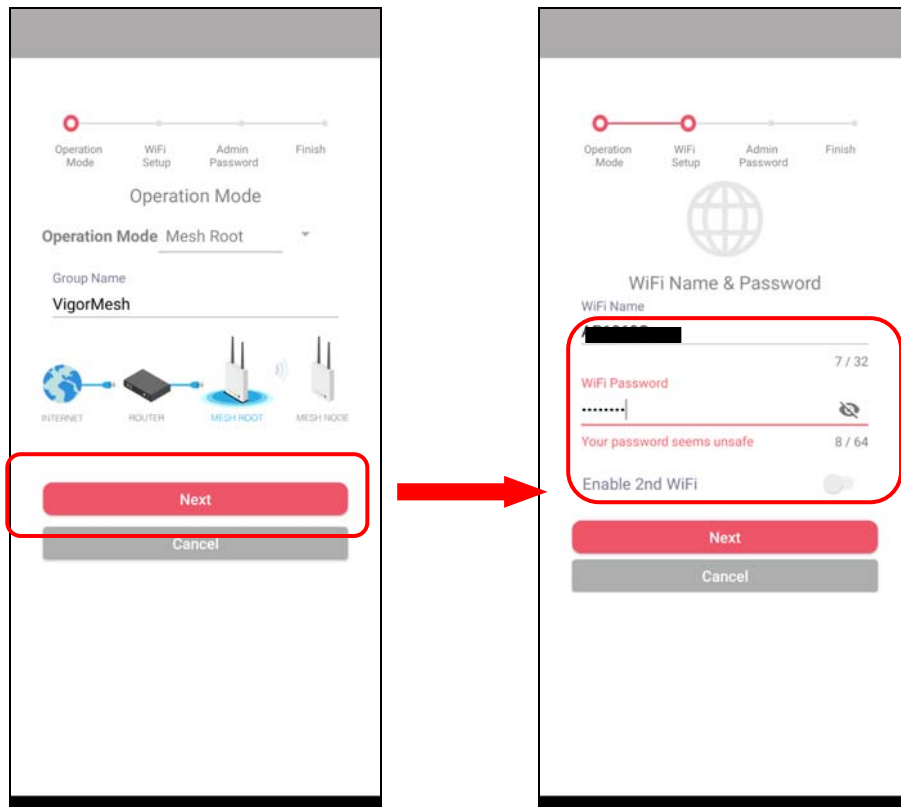 Operation Mode
WiFi Setup
Admin Password
Finish
Operation Mode
Operation Mode Mesh Root
Group Name
VigorMesh
INTERNET
ROUTER
MESH ROOT
MESH NODE
Next
Cancel
Operation Mode
WiFi Setup
Admin Password
Finish
WiFi Name & Password
WiFi Name
7 / 32
WiFi Password
........
Your password seems unsafe 8 / 64
Enable 2nd WiFi
Next
Cancel